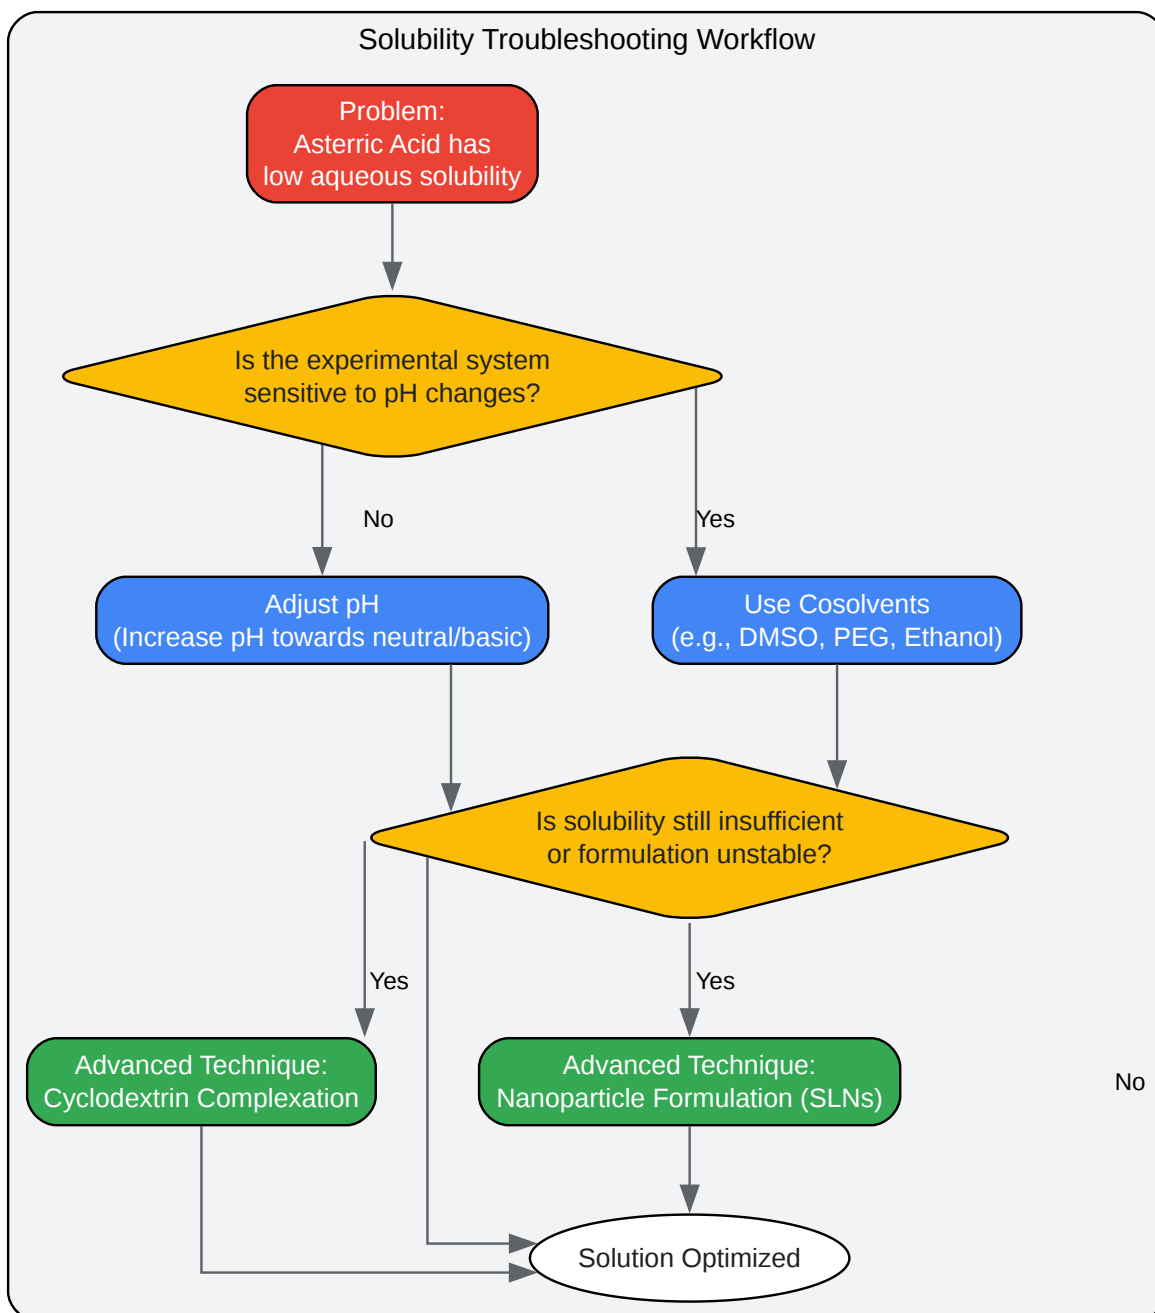 Solubility Troubleshooting Workflow
Problem:
Asterric Acid has
low aqueous solubility
Is the experimental system
sensitive to pH changes?
No
Yes
Adjust pH
(Increase pH towards neutral/basic)
Use Cosolvents
(e.g., DMSO, PEG, Ethanol)
Is solubility still insufficient
or formulation unstable?
Yes
Yes
Advanced Technique:
Cyclodextrin Complexation
Advanced Technique:
Nanoparticle Formulation (SLNs)
No
Solution Optimized